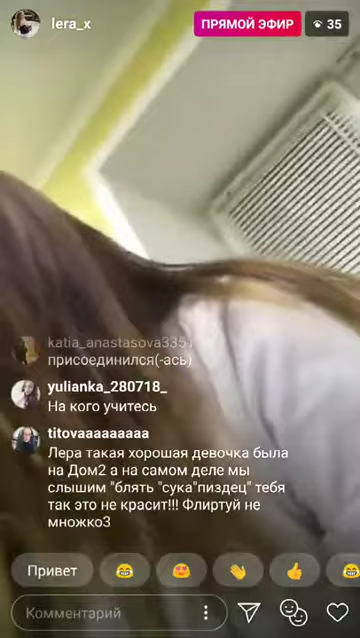 lera_x
ПРЯМОЙ ЭФИР
35
katia_anastasova3351
присоединился(-ась)
yulianka_280718_
На кого учитесь
titovaaaaaaaaa
Лера такая хорошая девочка была
на Дом2 а на самом деле мы
слышим "блять "сука"пиздец" тебя
так это не красит!!! Флиртуй не
множко3
Привет
Комментарий